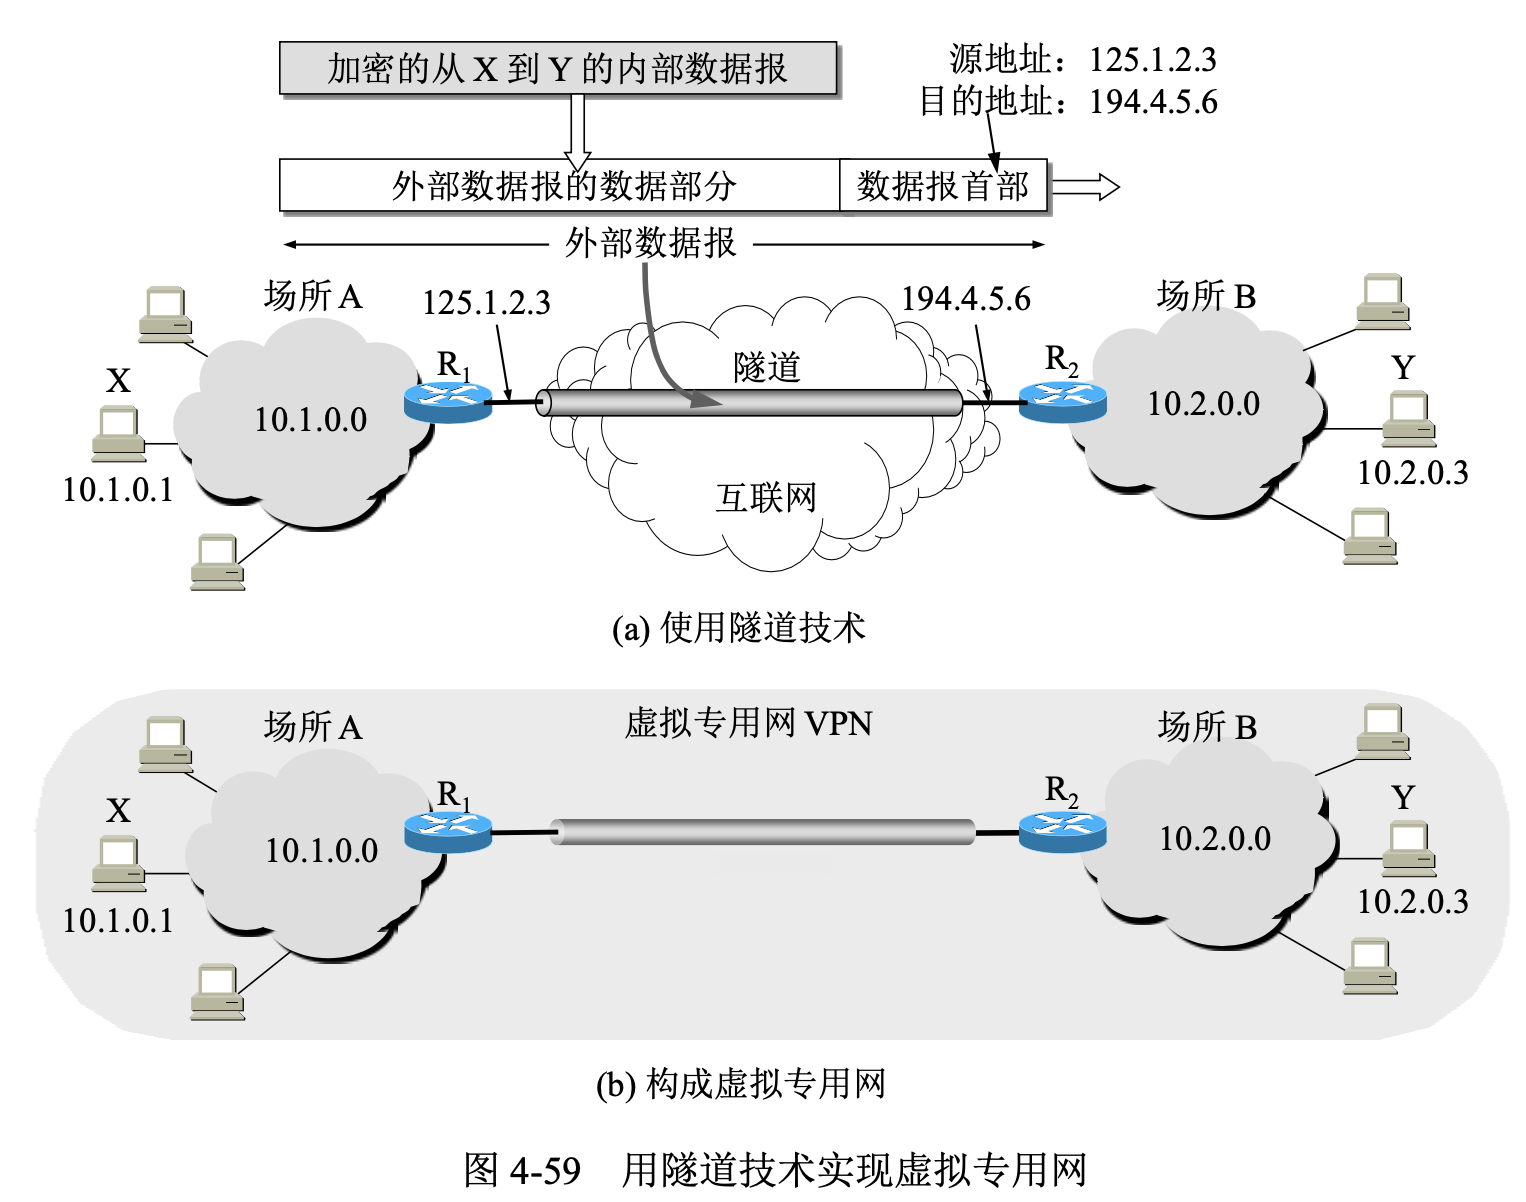 加密的从 X 到 Y 的内部数据报
源地址：125.1.2.3
目的地址：194.4.5.6
外部数据报的数据部分
数据报首部
外部数据报
场所 A
125.1.2.3
194.4.5.6
场所 B
X
R1
隧道
R2
Y
10.1.0.0
10.2.0.0
10.1.0.1
互联网
10.2.0.3
(a) 使用隧道技术
场所 A
虚拟专用网 VPN
场所 B
X
R1
R2
Y
10.1.0.0
10.2.0.0
10.1.0.1
10.2.0.3
(b) 构成虚拟专用网
图 4-59 用隧道技术实现虚拟专用网